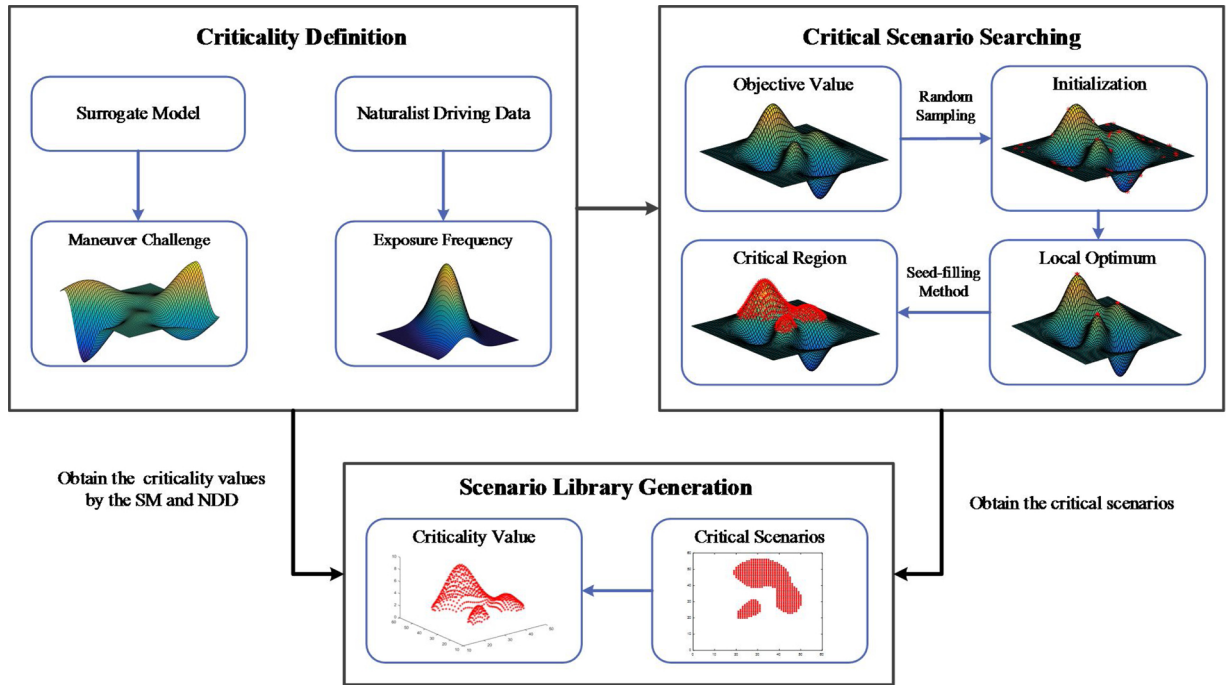 Criticality Definition
Surrogate Model
Naturalist Driving Data
Maneuver Challenge
Exposure Frequency
Critical Scenario Searching
Objective Value
Random
Sampling
Initialization
Critical Region
Seed-filling
Method
Local Optimum
Obtain the criticality values
by the SM and NDD
Obtain the critical scenarios
Scenario Library Generation
Criticality Value
Critical Scenarios